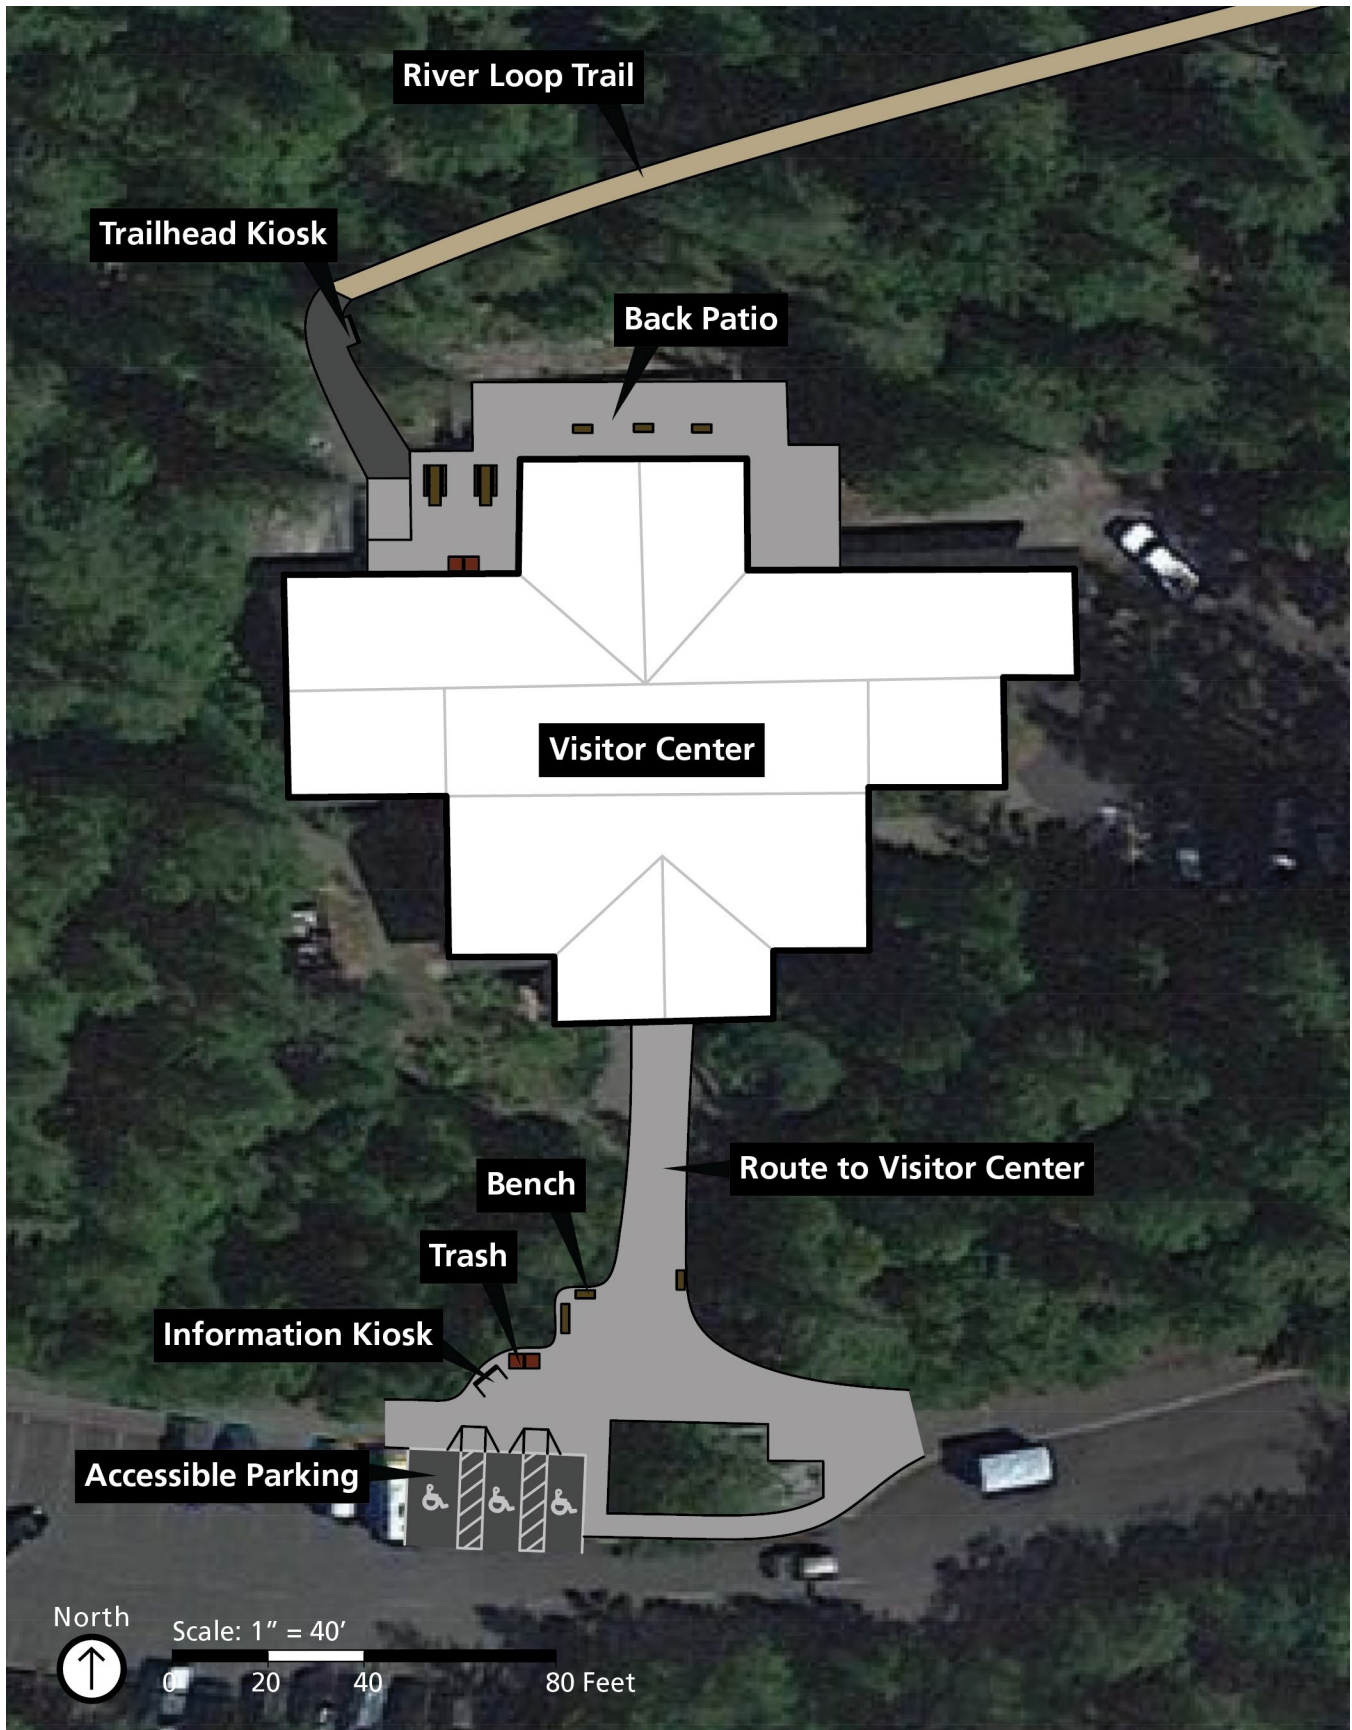 River Loop Trail
Trailhead Kiosk
Back Patio
Visitor Center
Route to Visitor Center
Bench
Trash
Information Kiosk
Accessible Parking
North
Scale: 1” = 40’
0 20 40 80 Feet